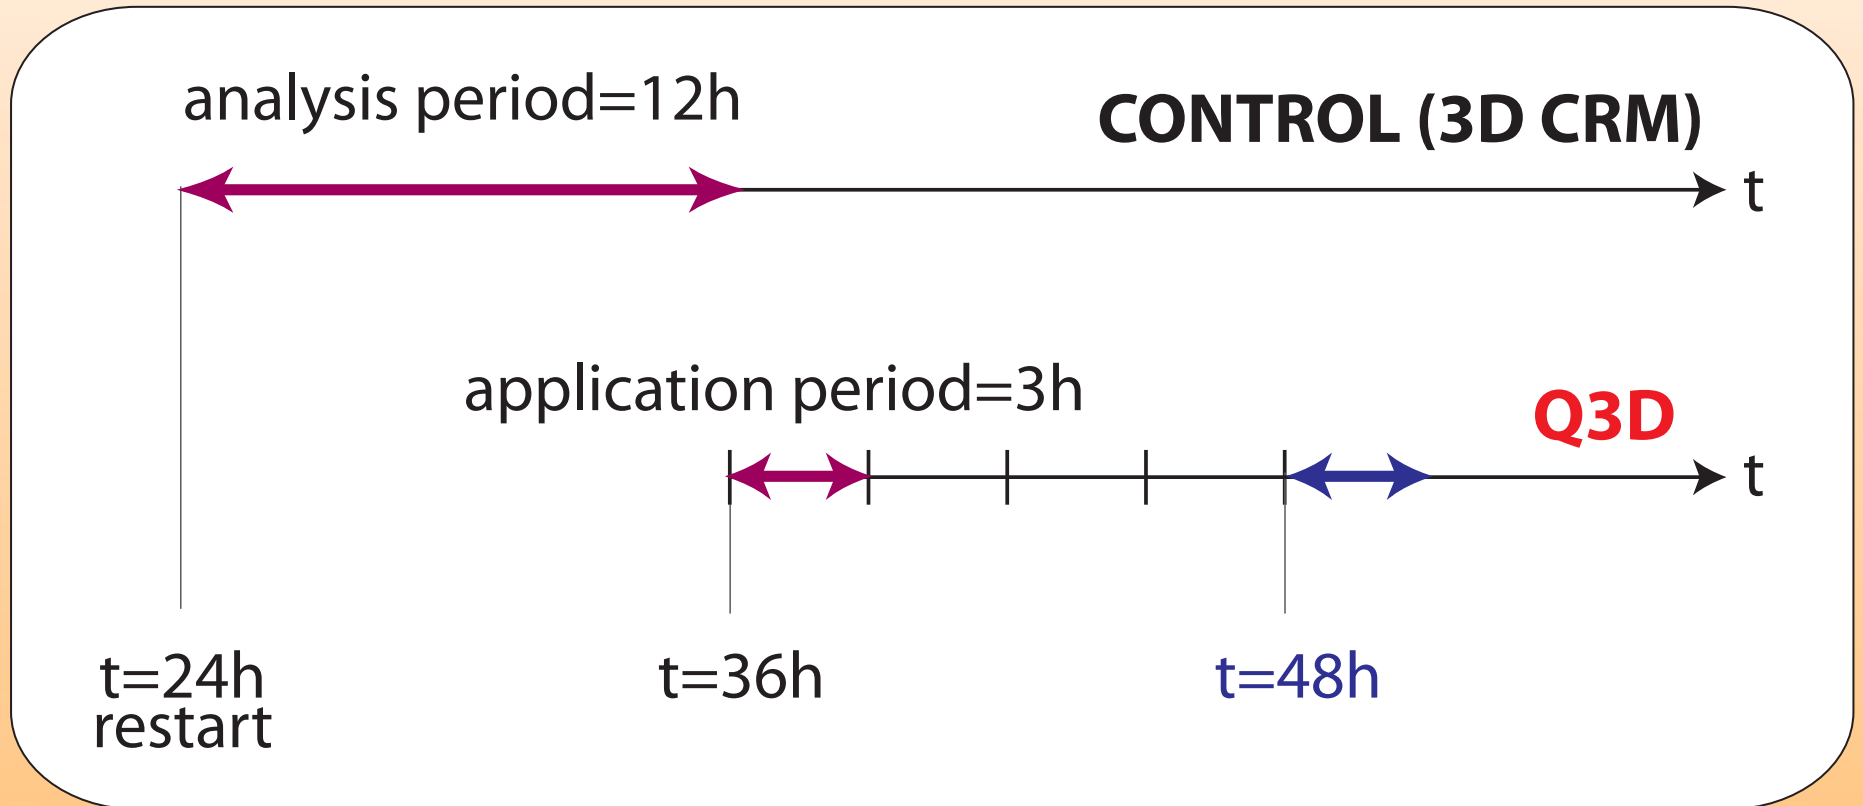 analysis period=12h
CONTROL (3D CRM)
t
application period=3h
Q3D
t
t=24h
restart
t=36h
t=48h